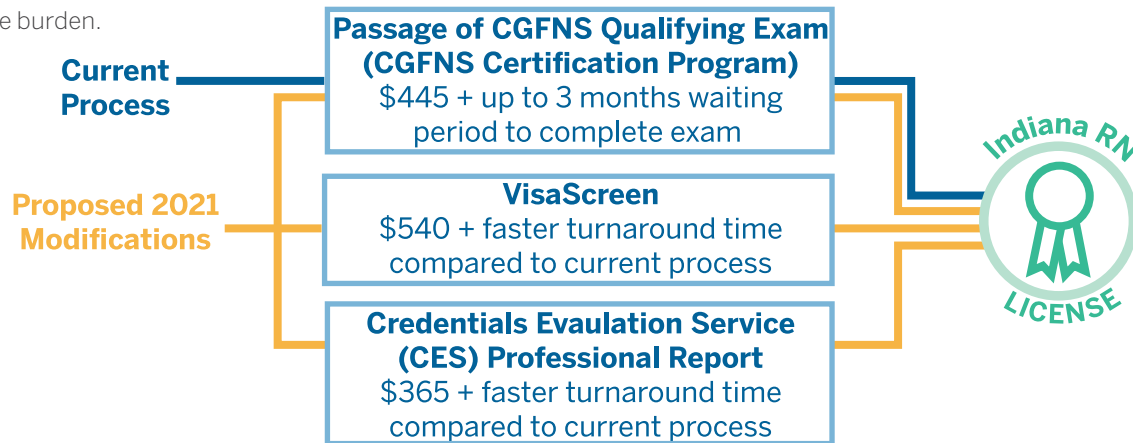 e burden.
Current
Process
Proposed 2021
Modifications
Passage of CGFNS Qualifying Exam
(CGFNS Certification Program)
$445 + up to 3 months waiting
period to complete exam
VisaScreen
$540 + faster turnaround time
compared to current process
Credentials Evaulation Service
(CES) Professional Report
$365 + faster turnaround time
compared to current process
Indiana RN
LICENSE